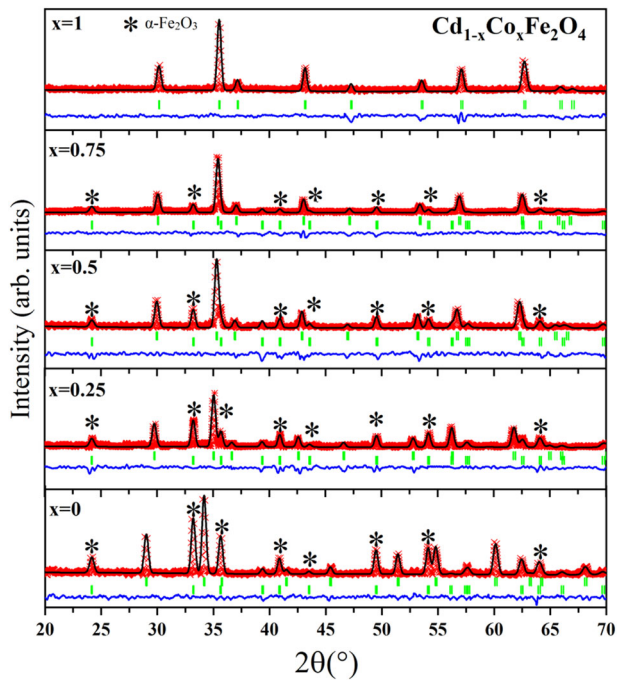 x=1
* α-Fe₂O₃
Cd₁₋ₓCoₓFe₂O₄
x=0.75
* * * * * * *
x=0.5
* * * * * * *
x=0.25
* * * * * * * *
x=0
* * * * * * * *
Intensity (arb. units)
20 25 30 35 40 45 50 55 60 65 70
2θ(°)